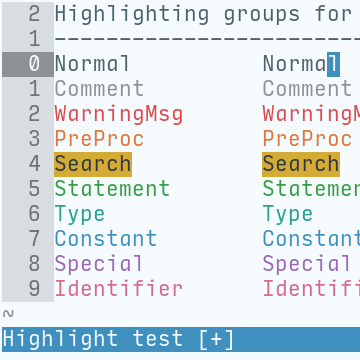 2 Highlighting groups for
1 -----------------------
0 Normal Normal
1 Comment Comment
2 WarningMsg WarningM
3 PreProc PreProc
4 Search Search
5 Statement Statemen
6 Type Type
7 Constant Constant
8 Special Special
9 Identifier Identifi
~
Highlight test [+]